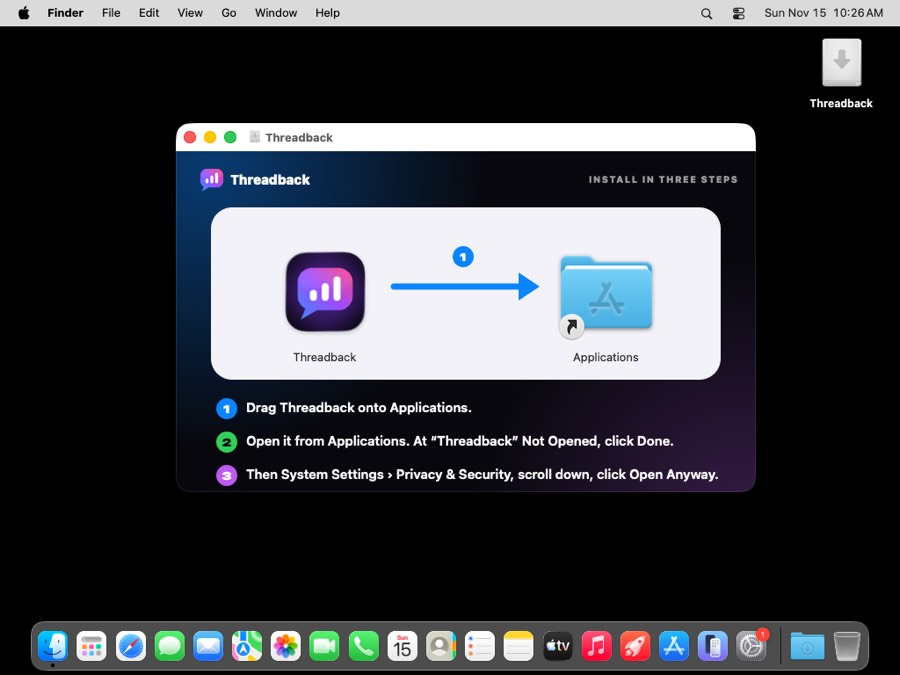 Finder File Edit View Go Window Help Sun Nov 15 10:26 AM
Threadback
Threadback
Threadback INSTALL IN THREE STEPS
1
Threadback Applications
1 Drag Threadback onto Applications.
2 Open it from Applications. At “Threadback” Not Opened, click Done.
3 Then System Settings › Privacy & Security, scroll down, click Open Anyway.
Sun
15
tv
1